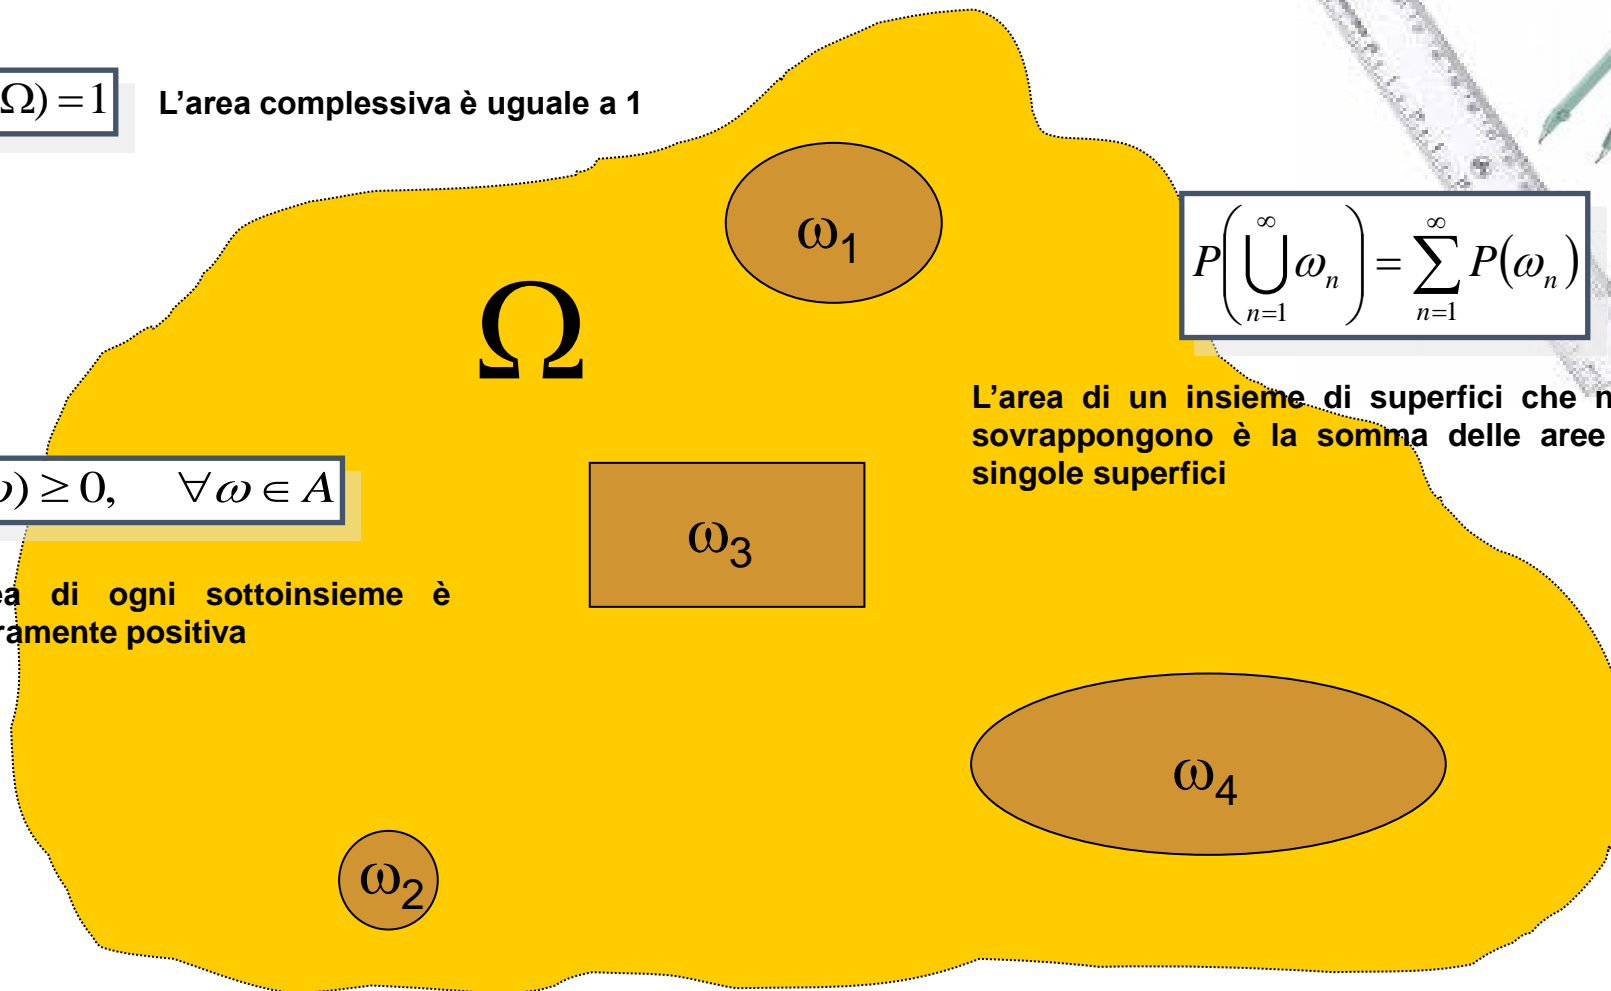 Ω) = 1
L'area complessiva è uguale a 1
ω₁
Ω
P(⋃_{n=1}^{∞} ω_n) = ∑_{n=1}^{∞} P(ω_n)
L'area di un insieme di superfici che
sovrappongono è la somma delle aree
singole superfici
) ≥ 0, ∀ω ∈ A
ω₃
di ogni sottoinsieme è
positiva
ω₄
ω₂